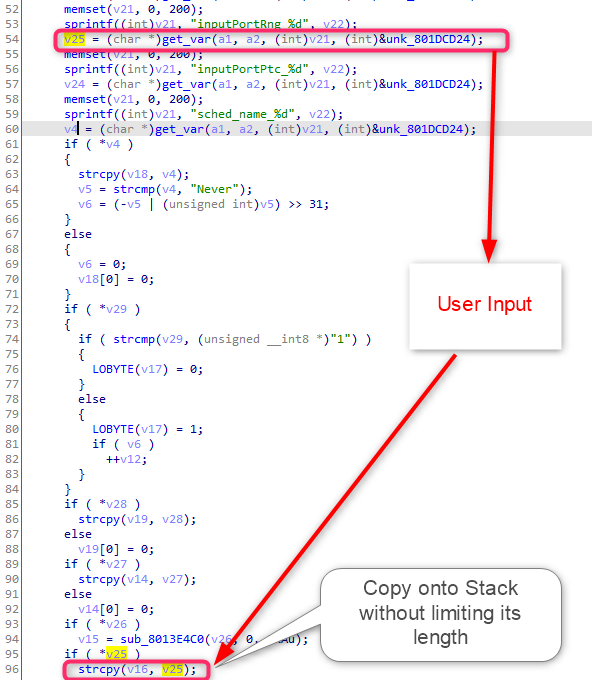 52 memset(v21, 0, 200);
53 sprintf((int)v21, "inputPortRng_%d", v22);
54 v25 = (char *)get_var(a1, a2, (int)v21, (int)&unk_801DCD24);
55 memset(v21, 0, 200);
56 sprintf((int)v21, "inputPortPtc_%d", v22);
57 v24 = (char *)get_var(a1, a2, (int)v21, (int)&unk_801DCD24);
58 memset(v21, 0, 200);
59 sprintf((int)v21, "sched_name_%d", v22);
60 v4 = (char *)get_var(a1, a2, (int)v21, (int)&unk_801DCD24);
61 if ( *v4 )
62 {
63 strcpy(v18, v4);
64 v5 = strcmp(v4, "Never");
65 v6 = (-v5 | (unsigned int)v5) >> 31;
66 }
67 else
68 {
69 v6 = 0;
70 v18[0] = 0;
71 }
72 if ( *v29 )
73 {
74 if ( strcmp(v29, (unsigned __int8 *)"1") )
75 {
76 LOBYTE(v17) = 0;
77 }
78 else
79 {
80 LOBYTE(v17) = 1;
81 if ( v6 )
82 ++v12;
83 }
84 }
85 if ( *v28 )
86 strcpy(v19, v28);
87 else
88 v19[0] = 0;
89 if ( *v27 )
90 strcpy(v14, v27);
91 else
92 v14[0] = 0;
93 if ( *v26 )
94 v15 = sub_8013E4C0(v26, 0,
95 if ( *v25 )
96 strcpy(v16, v25);
User Input
Copy onto Stack
without limiting its
length